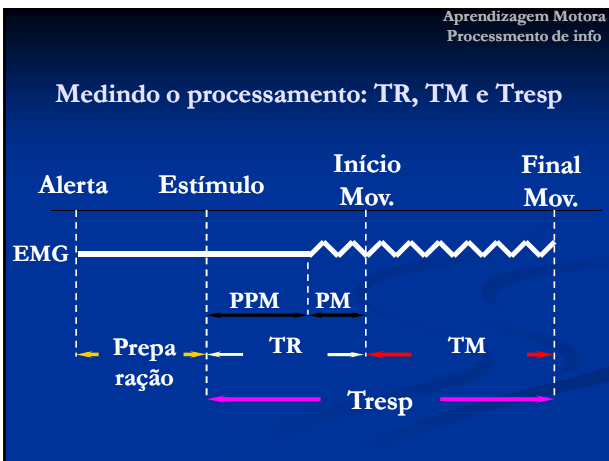 Aprendizagem Motora
Processmento de info
Medindo o processamento: TR, TM e Tresp
Alerta
Estímulo
Início
Mov.
Final
Mov.
EMG
PPM
PM
Prepa
ração
TR
TM
Tresp